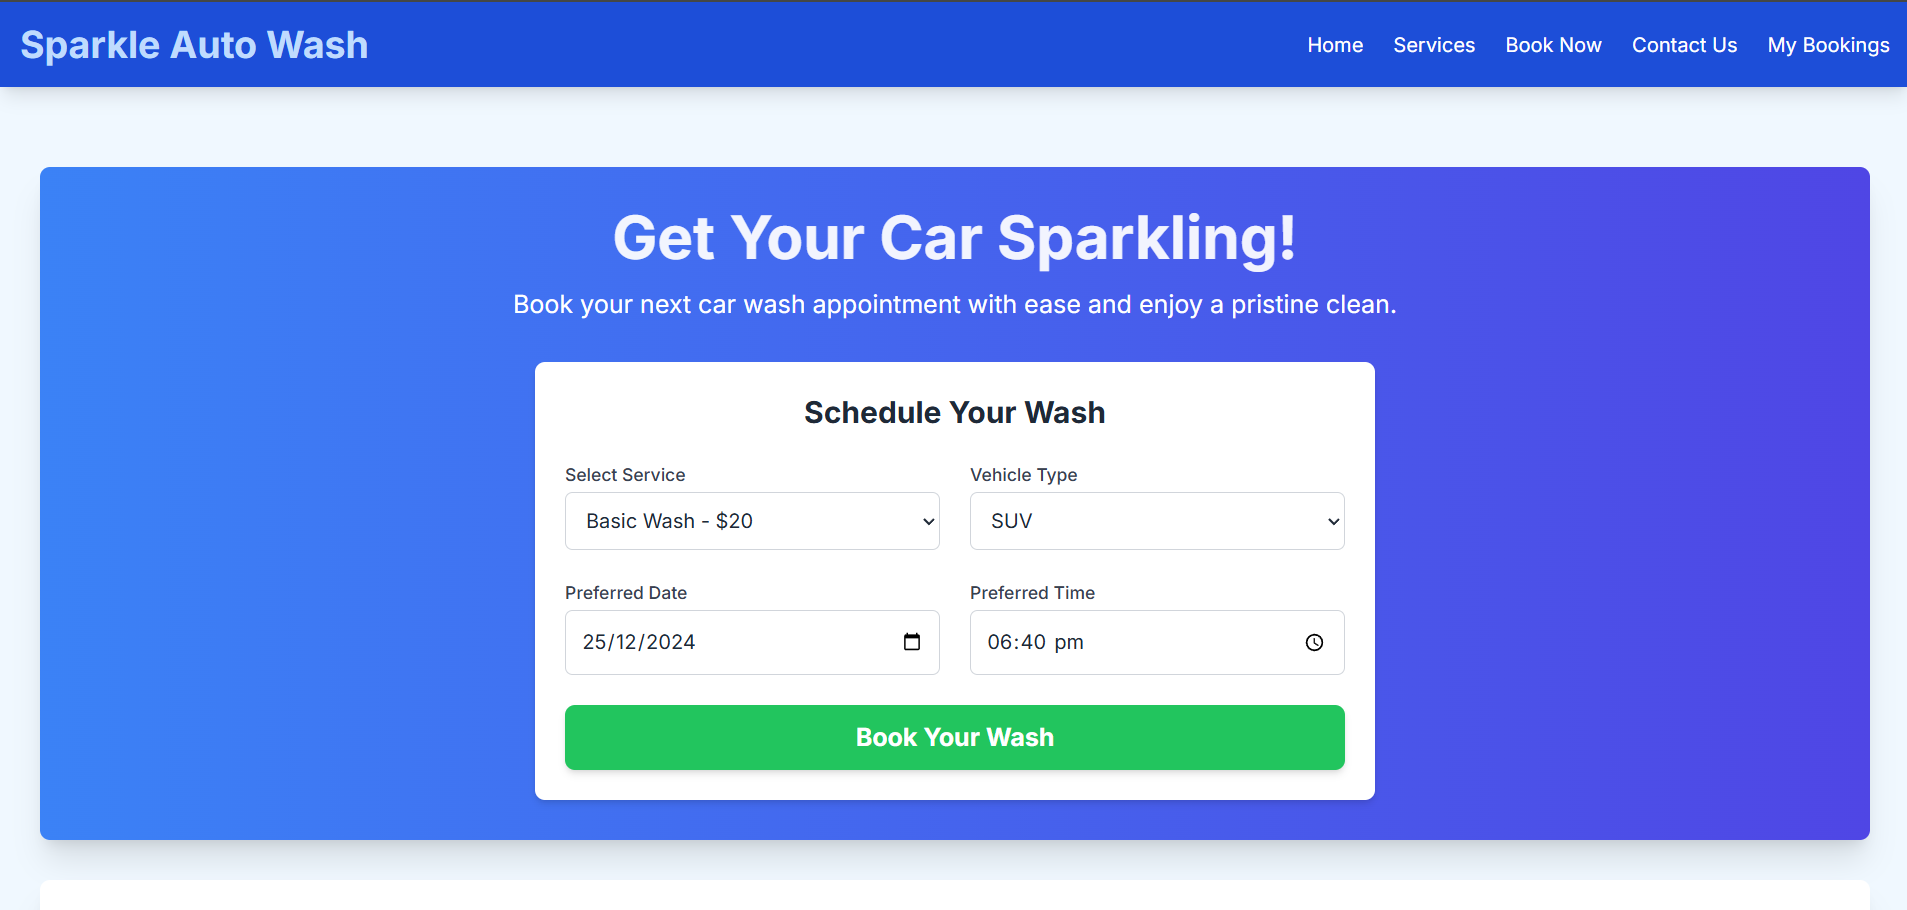 Sparkle Auto Wash
Home Services Book Now Contact Us My Bookings
Get Your Car Sparkling!
Book your next car wash appointment with ease and enjoy a pristine clean.
Schedule Your Wash
Select Service Vehicle Type
Basic Wash - $20 SUV
Preferred Date Preferred Time
25/12/2024 06:40 pm
Book Your Wash